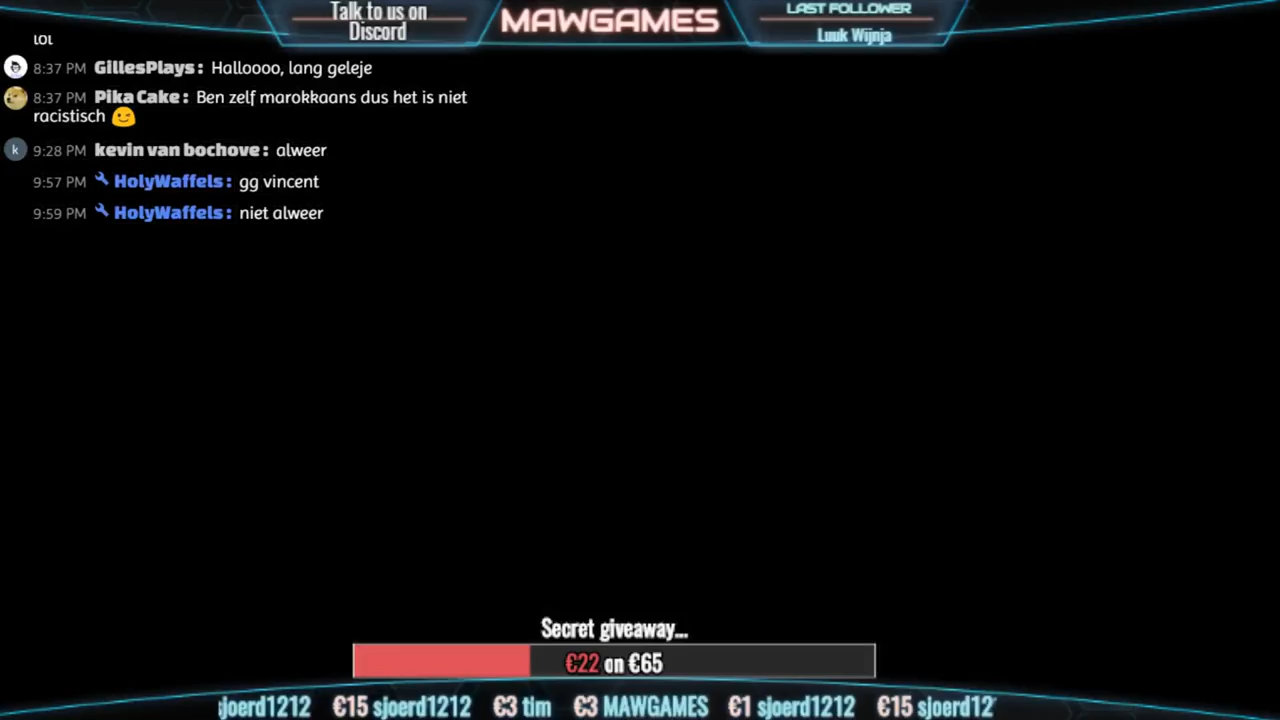 Talk to us on
Discord
MAWGAMES
LAST FOLLOWER
Luuk Wijnja
lol
8:37 PM GillesPlays: Halloooo, lang geleje
8:37 PM Pika Cake: Ben zelf marokkaans dus het is niet
racistisch 😉
k 9:28 PM kevin van bochove: alweer
9:57 PM HolyWaffels: gg vincent
9:59 PM HolyWaffels: niet alweer
Secret giveaway...
€22 on €65
sjoerd1212 €15 sjoerd1212 €3 tim €3 MAWGAMES €1 sjoerd1212 €15 sjoerd12